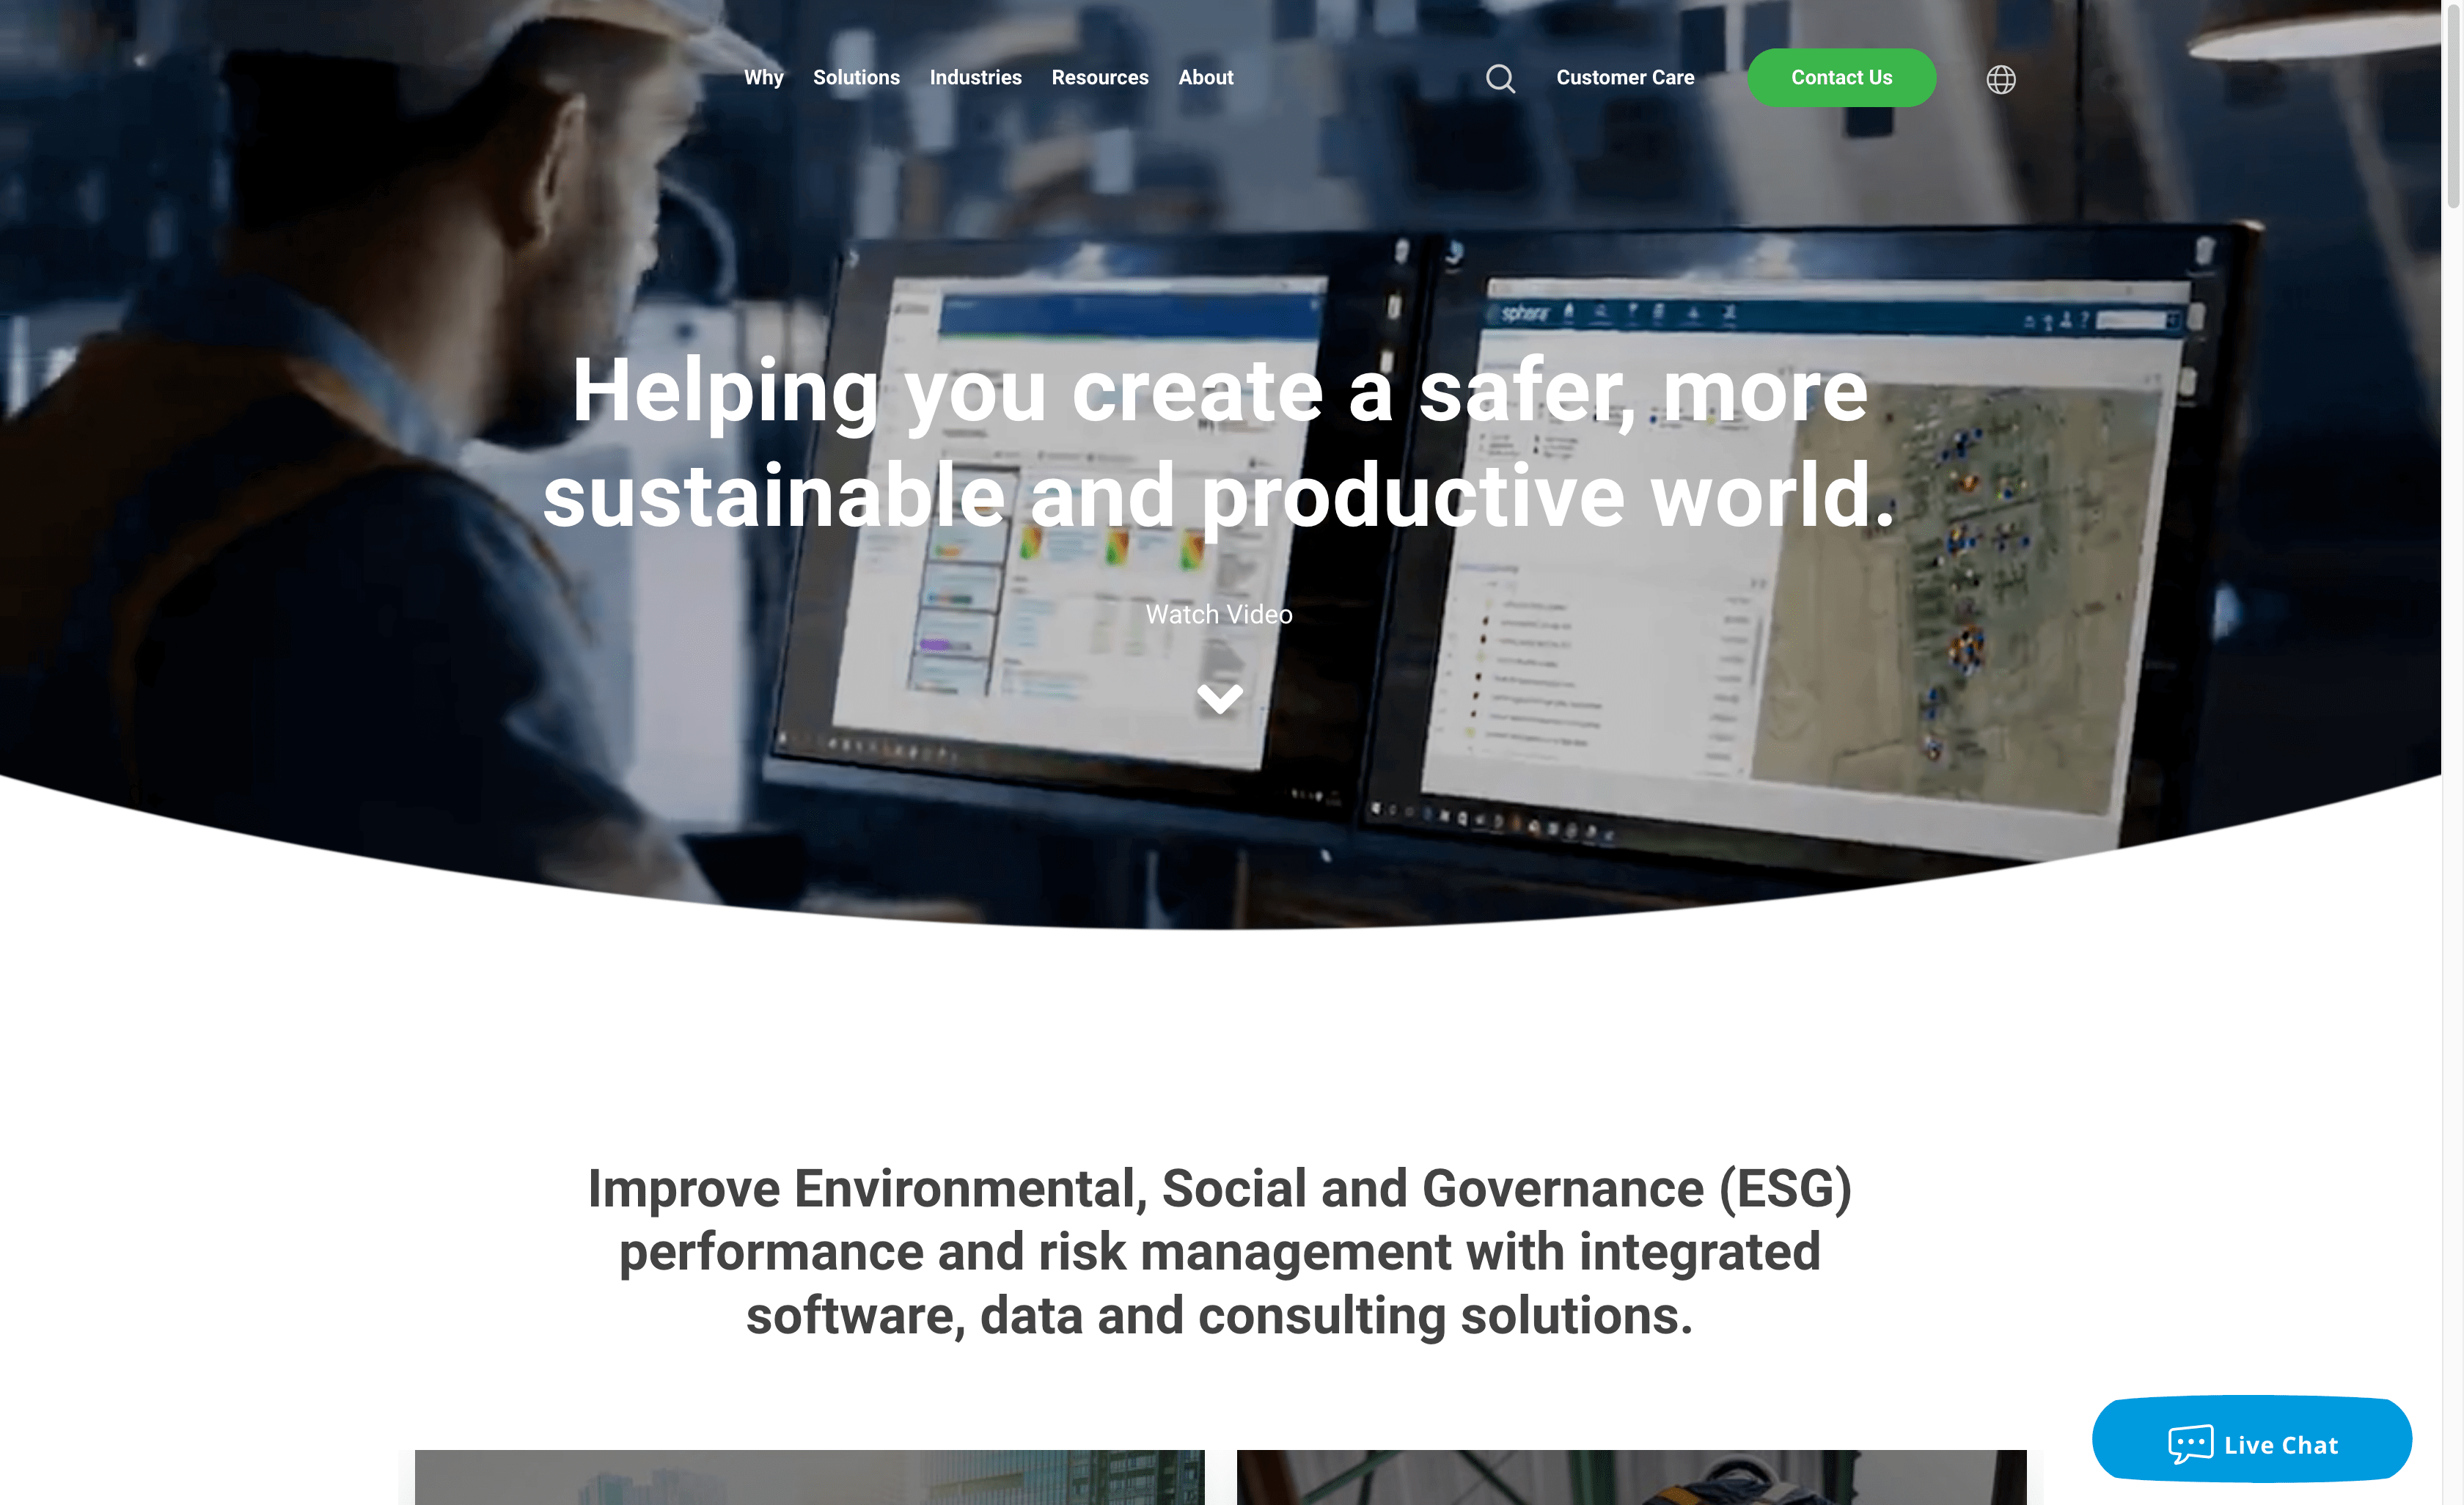 Why
Solutions
Industries
Resources
About
Customer Care
Contact Us
sphera
Helping you create a safer, more
sustainable and productive world.
Watch Video
Improve Environmental, Social and Governance (ESG)
performance and risk management with integrated
software, data and consulting solutions.
Live Chat